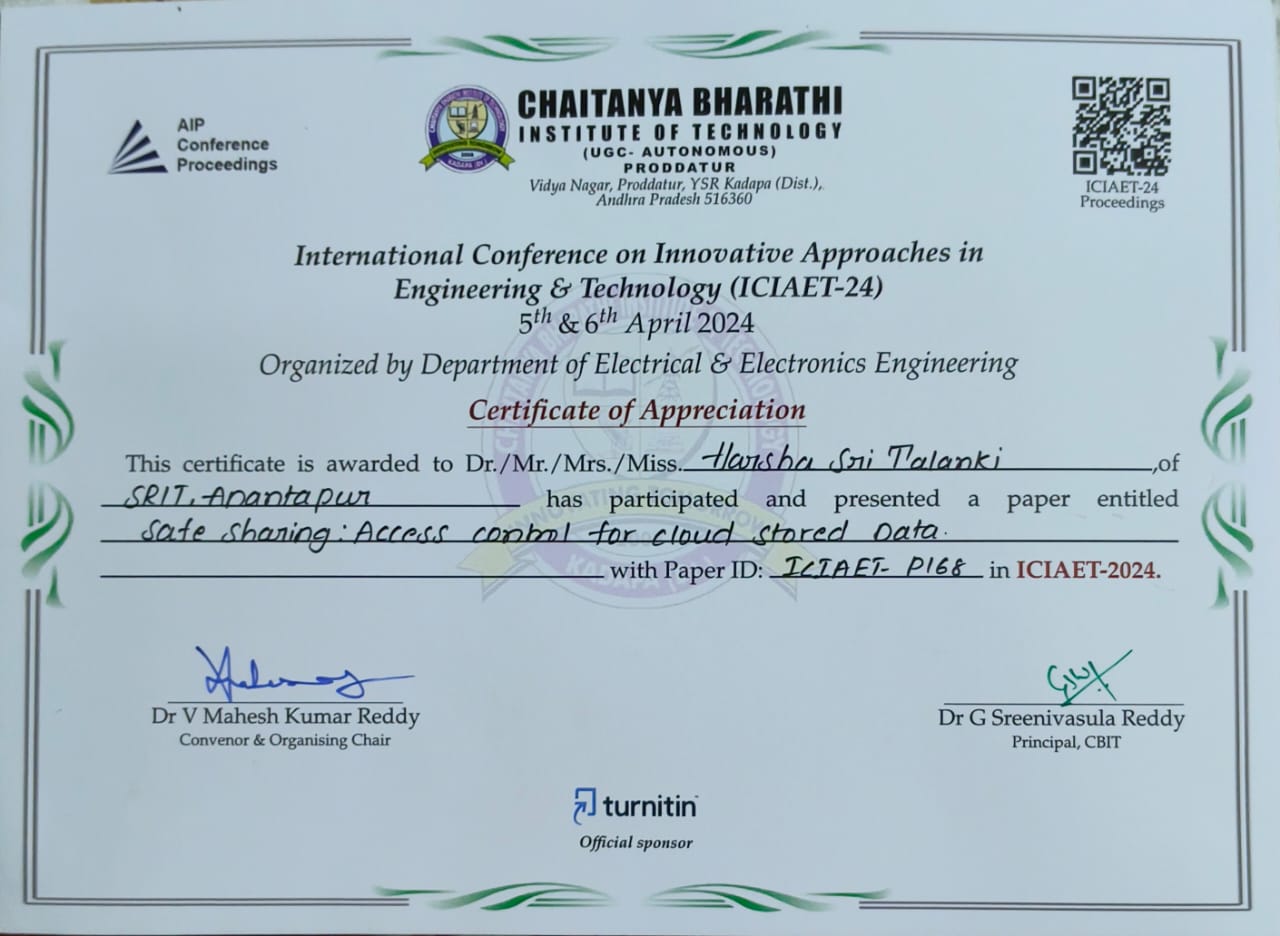 AIP
Conference
Proceedings
CHAITANYA BHARATHI
INSTITUTE OF TECHNOLOGY
(UGC- AUTONOMOUS)
PRODDATUR
Vidya Nagar, Proddatur, YSR Kadapa (Dist.),
Andhra Pradesh 516360
ICIAET-24
Proceedings
International Conference on Innovative Approaches in
Engineering & Technology (ICIAET-24)
5th & 6th April 2024
Organized by Department of Electrical & Electronics Engineering
Certificate of Appreciation
This certificate is awarded to Dr./Mr./Mrs./Miss. Harsha Sri Talanki ,of
SRIT, Anantapur has participated and presented a paper entitled
Safe Sharing: Access control for cloud stored Data.
with Paper ID: ICIAET- P168 in ICIAET-2024.
Dr V Mahesh Kumar Reddy
Convenor & Organising Chair
Dr G Sreenivasula Reddy
Principal, CBIT
turnitin
Official sponsor